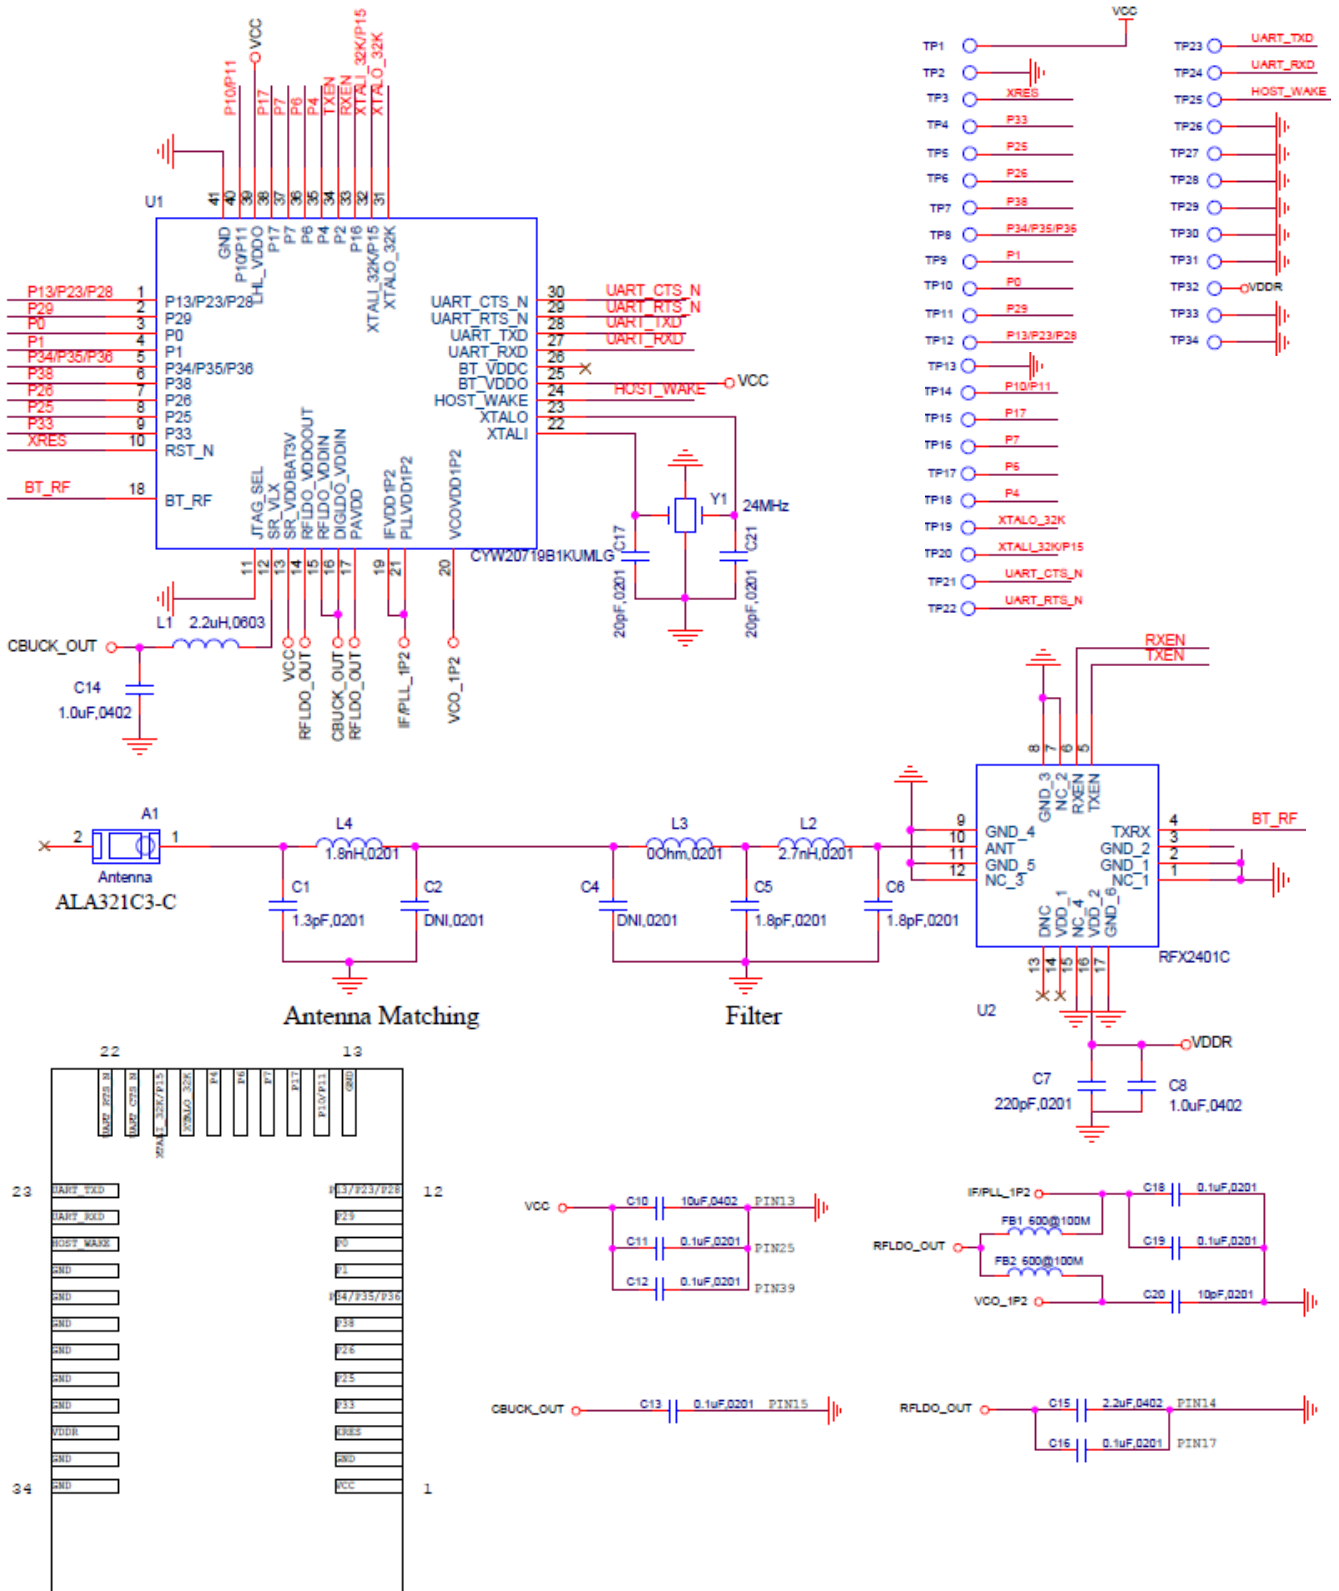 VCC
P10/P11
P17
P7
P6
P4
TXEN
RXEN
XTALI_32K/P15
XTALO_32K
41
40
39
38
37
36
35
34
33
32
31
U1
GND
P10/P11
LHL_VDDO
P17
P7
P6
P4
P2
P16
XTALI_32K/P15
XTALO_32K
P13/P23/P28 1 P13/P23/P28
P29 2 P29
P0 3 P0
P1 4 P1
P34/P35/P36 5 P34/P35/P36
P38 6 P38
P26 7 P26
P25 8 P25
P33 9 P33
XRES 10 RST_N
BT_RF 18 BT_RF
UART_CTS_N 30 UART_CTS_N
UART_RTS_N 29 UART_RTS_N
UART_TXD 28 UART_TXD
UART_RXD 27 UART_RXD
BT_VDDC 26
BT_VDDO 25 VCC
HOST_WAKE 24 HOST_WAKE
XTALO 23
XTALI 22
JTAG_SEL
SR_VLX
SR_VDDBAT3V
RFLDO_VDDOUT
RFLDO_VDDIN
DIGLDO_VDDIN
PAVDD
IFVDD1P2
PLLVDD1P2
VCOVDD1P2
11
12
13
14
15
16
17
19
21
20
CYW20719B1KUMLG
Y1
24MHz
C17
20pF,0201
C21
20pF,0201
L1 2.2uH,0603
CBUCK_OUT
C14
1.0uF,0402
VCC
RFLDO_OUT
CBUCK_OUT
RFLDO_OUT
IF/PLL_1P2
VCO_1P2
VCC
TP1
TP2
TP3 XRES
TP4 P33
TP5 P25
TP6 P26
TP7 P38
TP8 P34/P35/P36
TP9 P1
TP10 P0
TP11 P29
TP12 P13/P23/P28
TP13
TP14 P10/P11
TP15 P17
TP16 P7
TP17 P6
TP18 P4
TP19 XTALO_32K
TP20 XTALI_32K/P15
TP21 UART_CTS_N
TP22 UART_RTS_N
TP23 UART_TXD
TP24 UART_RXD
TP25 HOST_WAKE
TP26
TP27
TP28
TP29
TP30
TP31
TP32 VDDR
TP33
TP34
RXEN
TXEN
8
7
6
5
GND_3
NC_2
RXEN
TXEN
9 GND_4
10 ANT
11 GND_5
12 NC_3
TXRX 4 BT_RF
GND_2 3
GND_1 2
NC_1 1
DNC
VDD_1
NC_4
VDD_2
GND_6
13
14
15
16
17
RFX2401C
U2
VDDR
C7
220pF,0201
C8
1.0uF,0402
A1
2 1
Antenna
ALA321C3-C
L4
1.8nH,0201
C1
1.3pF,0201
C2
DNI,0201
L3
0Ohm,0201
L2
2.7nH,0201
C4
DNI,0201
C5
1.8pF,0201
C6
1.8pF,0201
Antenna Matching
Filter
22 13
UART RTS N
UART CTS N
XTALI_32K/P15
XTALO 32K
P4
P6
P7
P17
P10/P11
GND
23 UART_TXD
UART_RXD
HOST_WAKE
GND
GND
GND
GND
GND
GND
VDDR
GND
34 GND
P13/P23/P28 12
P29
P0
P1
P34/P35/P36
P38
P26
P25
P33
XRES
GND
VCC 1
VCC C10 10uF,0402 PIN13
C11 0.1uF,0201 PIN25
C12 0.1uF,0201 PIN39
CBUCK_OUT C13 0.1uF,0201 PIN15
IF/PLL_1P2 C18 0.1uF,0201
FB1 600@100M
RFLDO_OUT C19 0.1uF,0201
FB2 600@100M
VCO_1P2 C20 10pF,0201
RFLDO_OUT C15 2.2uF,0402 PIN14
C16 0.1uF,0201 PIN17